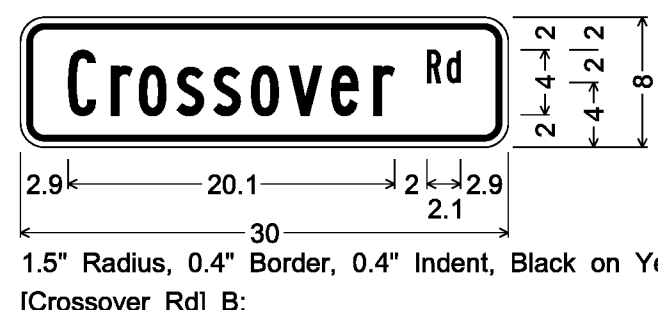 Crossover Rd
2 4 2
2 2 4
8
2.9 20.1 2 2.1 2.9
30
1.5" Radius, 0.4" Border, 0.4" Indent, Black on Ye
[Crossover Rd] B;